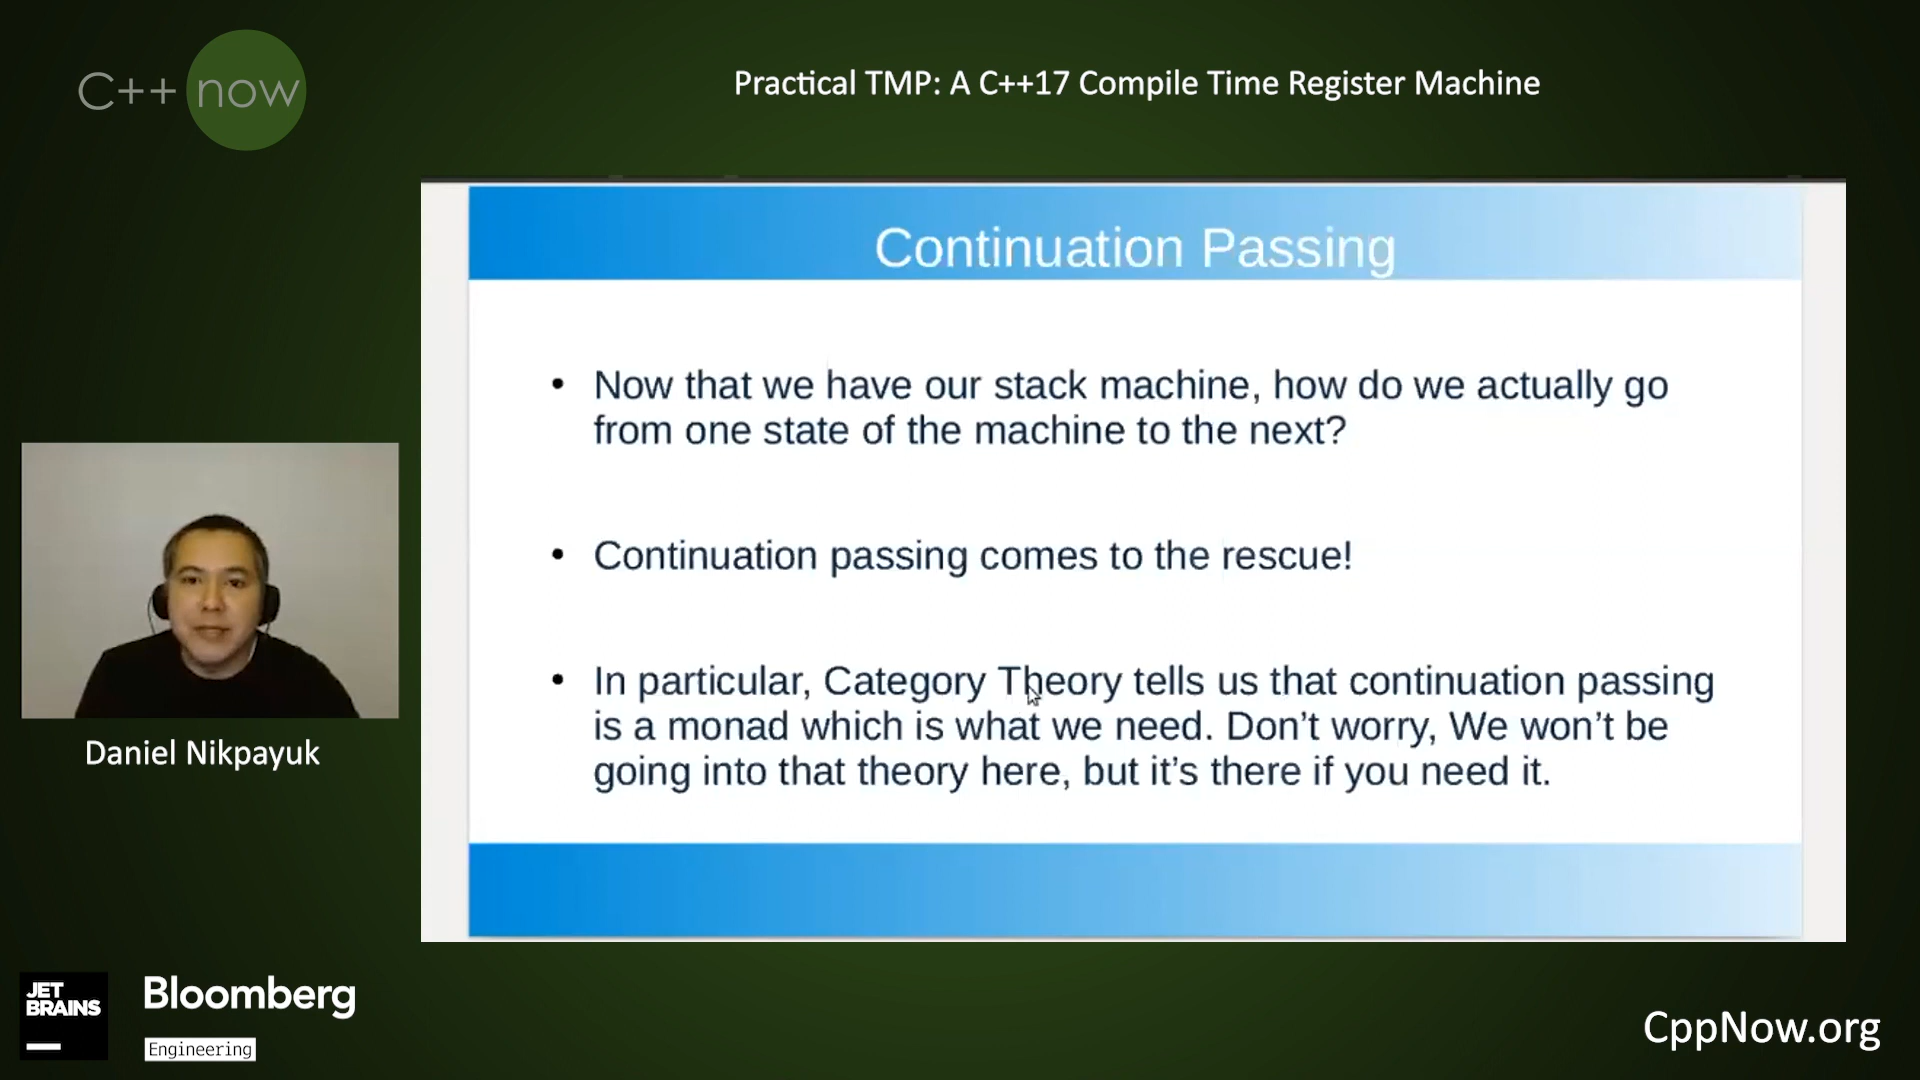 C++ now
Practical TMP: A C++17 Compile Time Register Machine
Continuation Passing
• Now that we have our stack machine, how do we actually go
from one state of the machine to the next?
• Continuation passing comes to the rescue!
• In particular, Category Theory tells us that continuation passing
is a monad which is what we need. Don’t worry, We won’t be
going into that theory here, but it’s there if you need it.
Daniel Nikpayuk
JET
BRAINS
Bloomberg
Engineering
CppNow.org